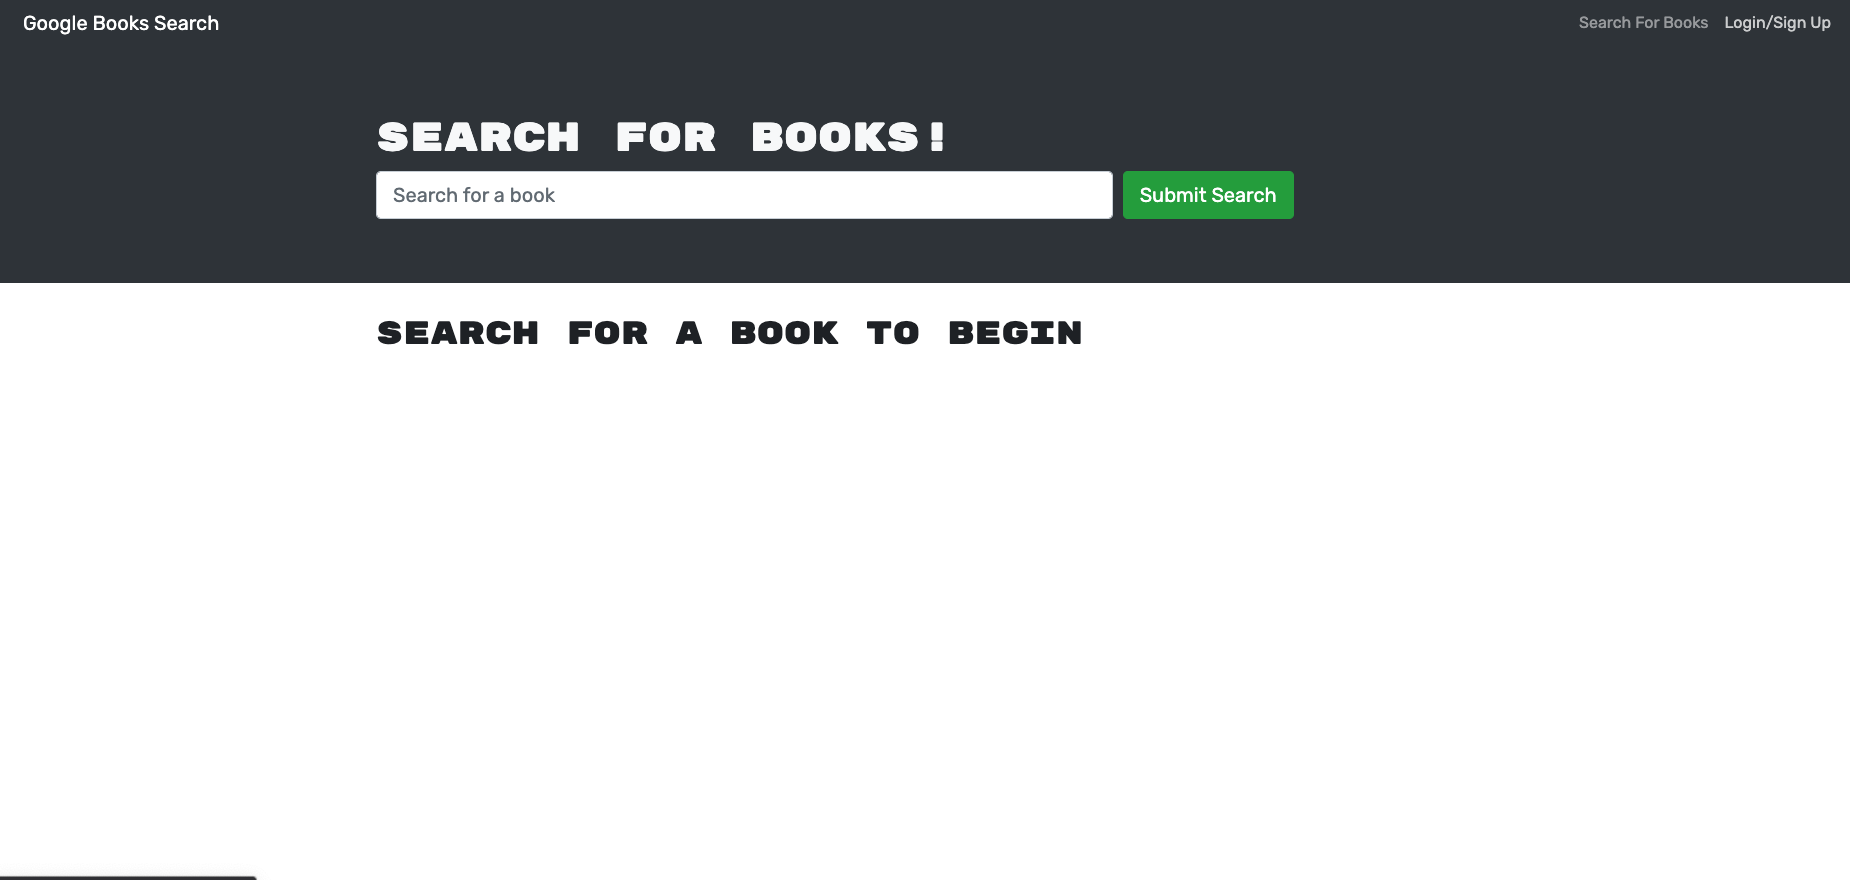 Google Books Search
Search For Books
Login/Sign Up
SEARCH FOR BOOKS!
Search for a book
Submit Search
SEARCH FOR A BOOK TO BEGIN